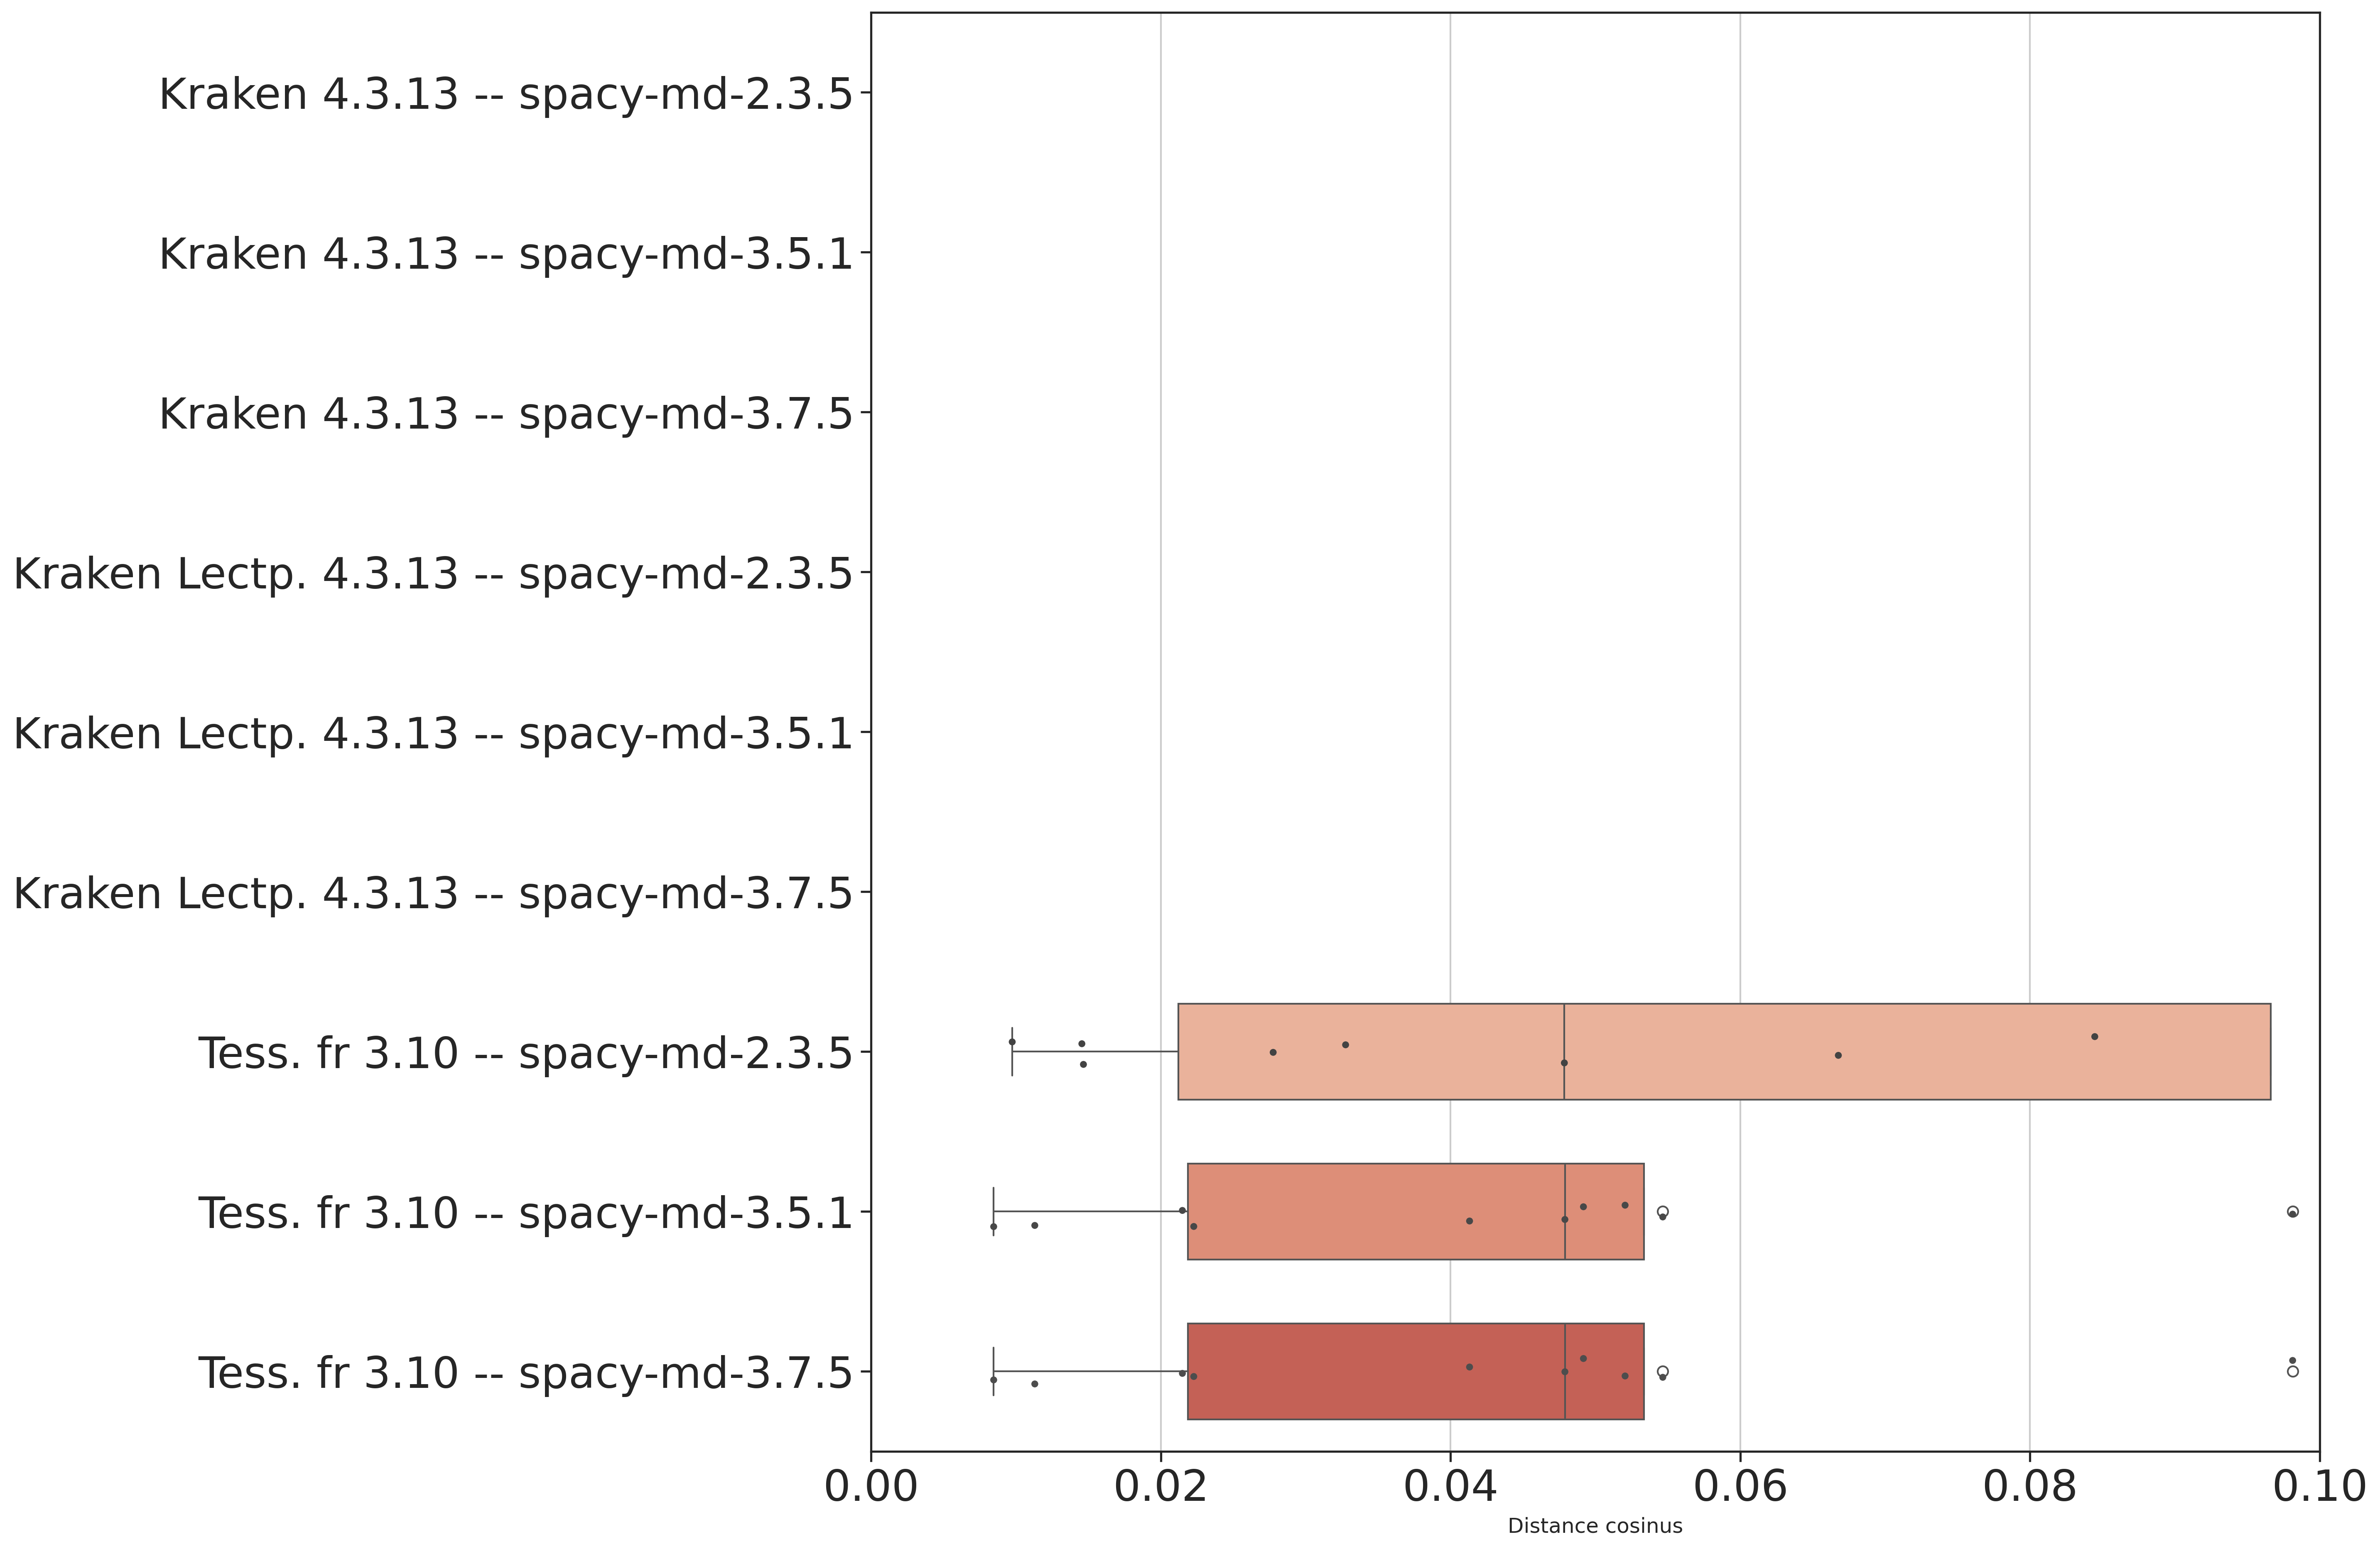 Kraken 4.3.13 -- spacy-md-2.3.5
Kraken 4.3.13 -- spacy-md-3.5.1
Kraken 4.3.13 -- spacy-md-3.7.5
Kraken Lectp. 4.3.13 -- spacy-md-2.3.5
Kraken Lectp. 4.3.13 -- spacy-md-3.5.1
Kraken Lectp. 4.3.13 -- spacy-md-3.7.5
Tess. fr 3.10 -- spacy-md-2.3.5
Tess. fr 3.10 -- spacy-md-3.5.1
Tess. fr 3.10 -- spacy-md-3.7.5
0.00 0.02 0.04 0.06 0.08 0.10
Distance cosinus